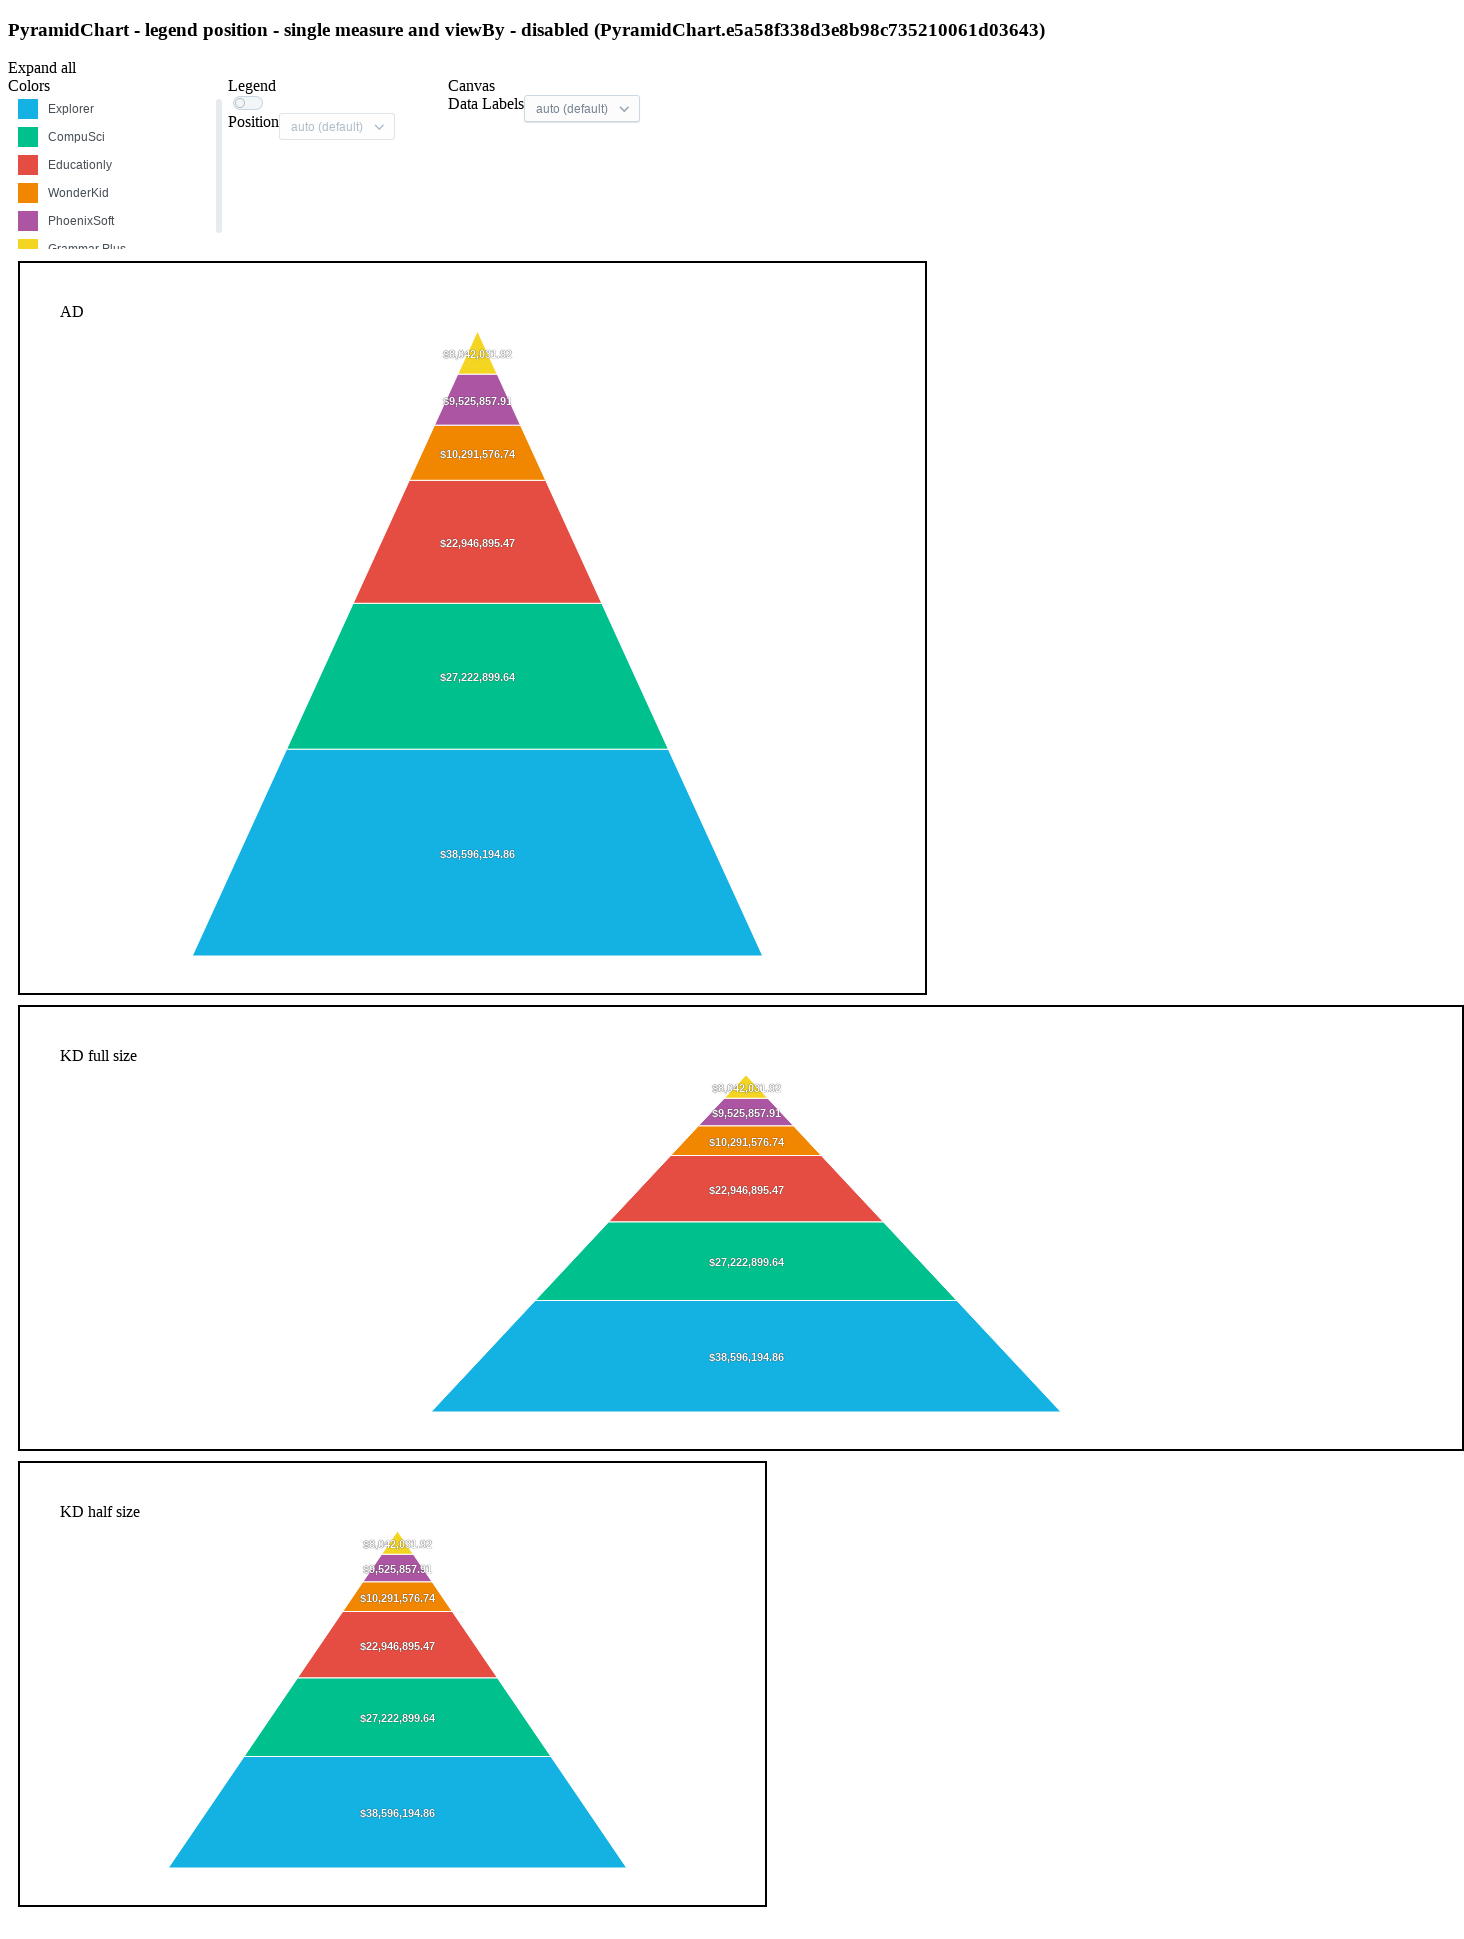 PyramidChart - legend position - single measure and viewBy - disabled (PyramidChart.e5a58f338d3e8b98c735210061d03643)
Expand all
Colors
Explorer
CompuSci
Educationly
WonderKid
PhoenixSoft
Grammar Plus
Legend
Position auto (default)
Canvas
Data Labels auto (default)
AD
$8,042,031.92
$9,525,857.91
$10,291,576.74
$22,946,895.47
$27,222,899.64
$38,596,194.86
KD full size
$8,042,031.92
$9,525,857.91
$10,291,576.74
$22,946,895.47
$27,222,899.64
$38,596,194.86
KD half size
$8,042,031.92
$9,525,857.91
$10,291,576.74
$22,946,895.47
$27,222,899.64
$38,596,194.86